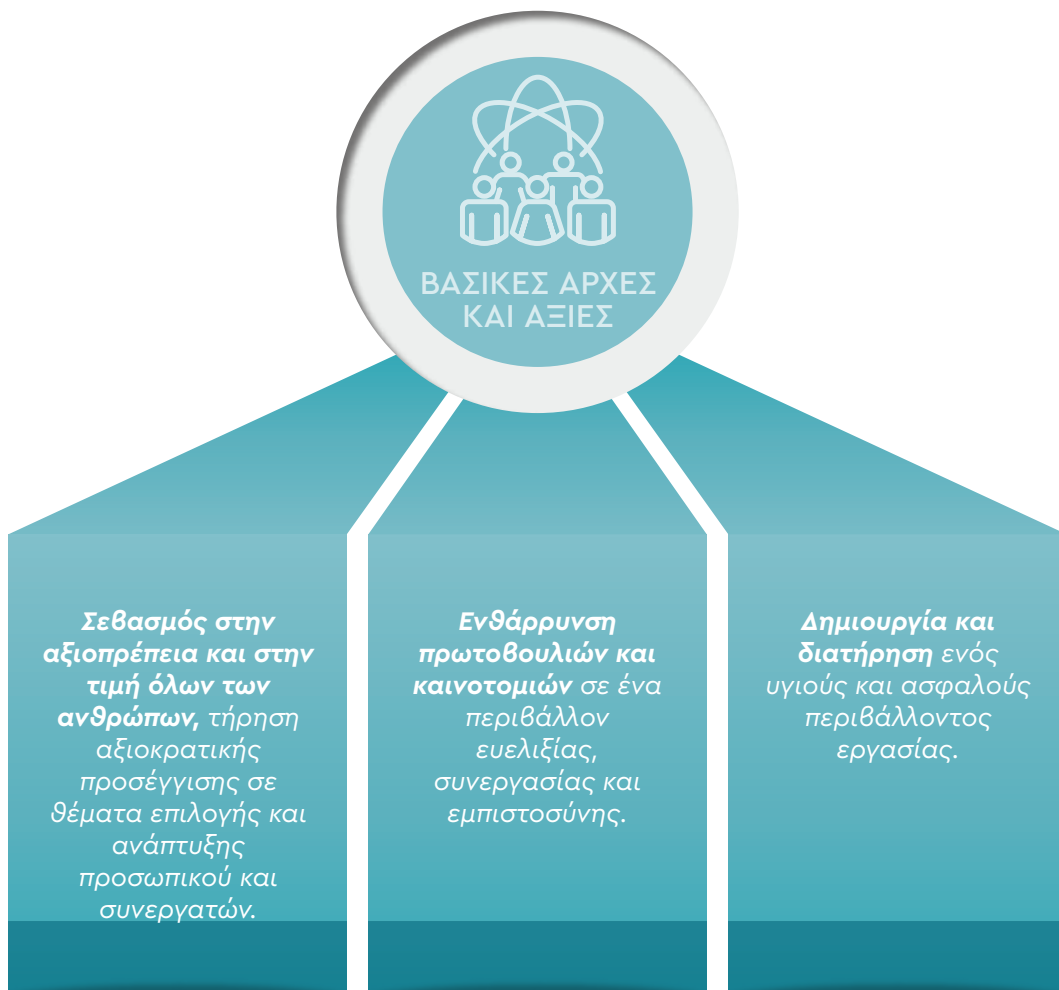 ΒΑΣΙΚΕΣ ΑΡΧΕΣ
ΚΑΙ ΑΞΙΕΣ
Σεβασμός στην
αξιοπρέπεια και στην
τιμή όλων των
ανθρώπων, τήρηση
αξιοκρατικής
προσέγγισης σε
θέματα επιλογής και
ανάπτυξης
προσωπικού και
συνεργατών.
Ενθάρρυνση
πρωτοβουλιών και
καινοτομιών σε ένα
περιβάλλον
ευελιξίας,
συνεργασίας και
εμπιστοσύνης.
Δημιουργία και
διατήρηση ενός
υγιούς και ασφαλούς
περιβάλλοντος
εργασίας.